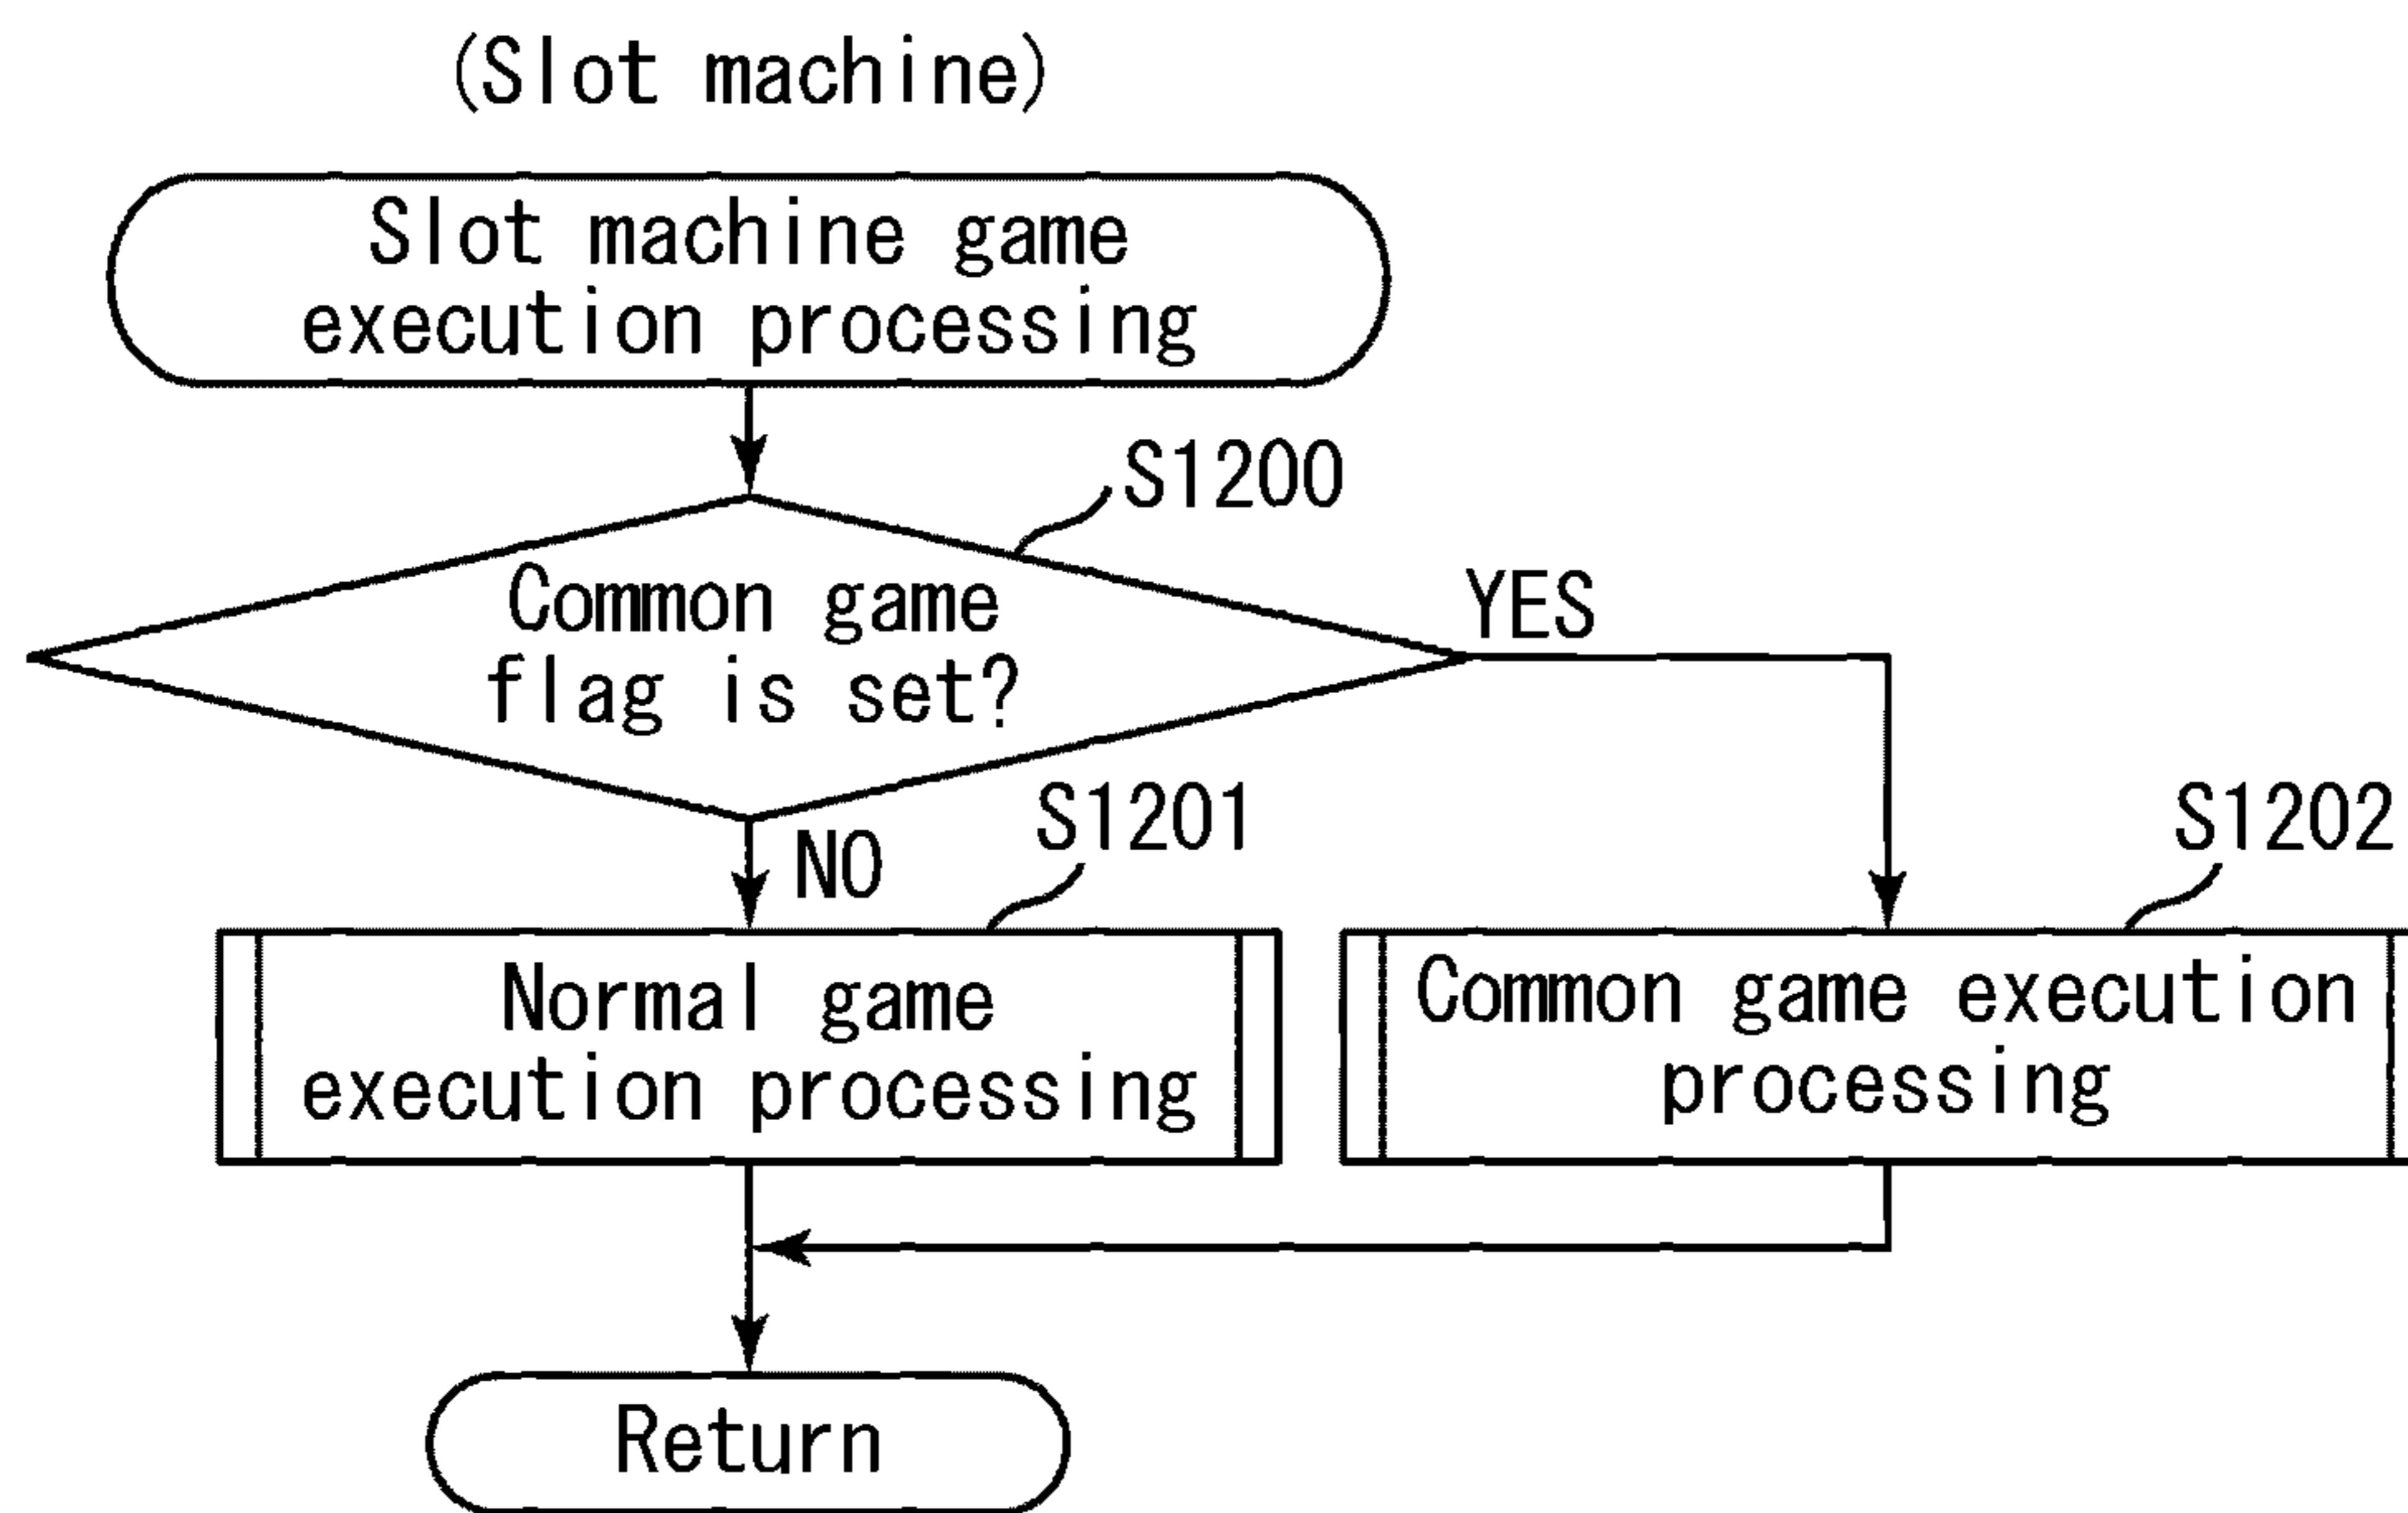 (Slot machine)
Slot machine game
execution processing
S1200
Common game
flag is set?
YES
NO
S1201
S1202
Normal game
execution processing
Common game execution
processing
Return